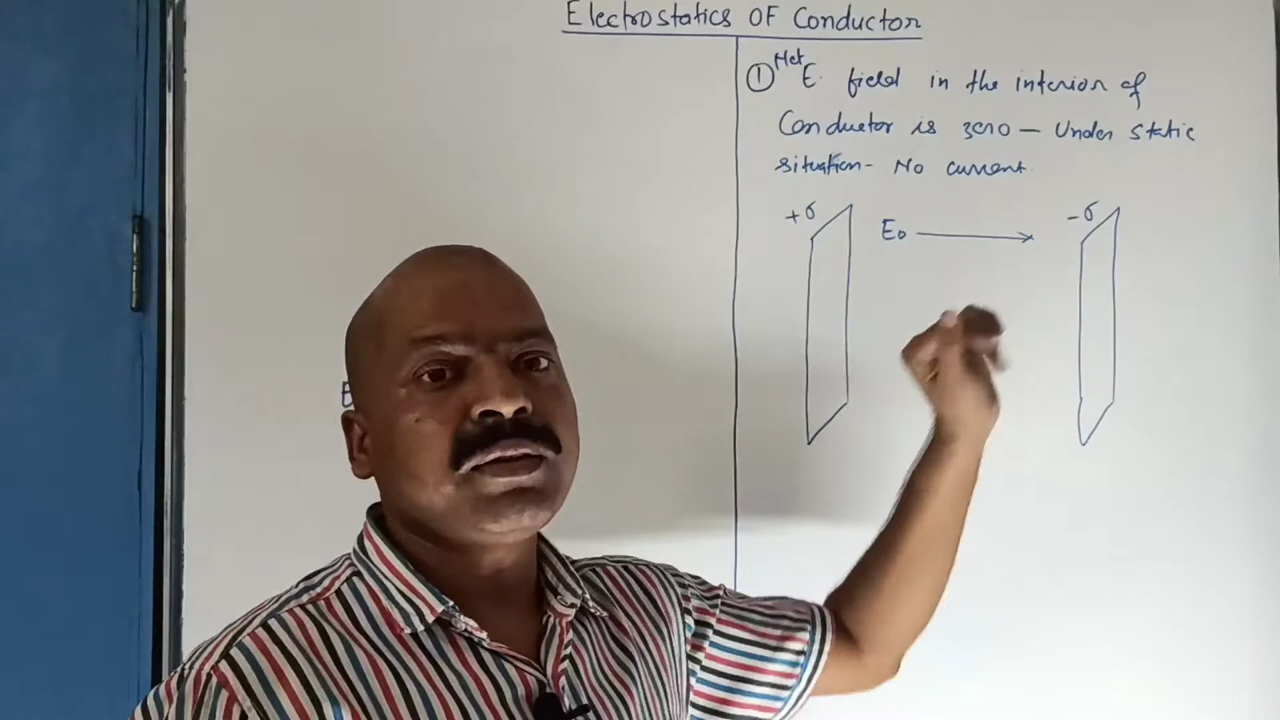 Electrostatics OF Conductor
① Net E field in the interior of
Conductor is zero — Under static
situation - No current
+σ E₀ -σ
E